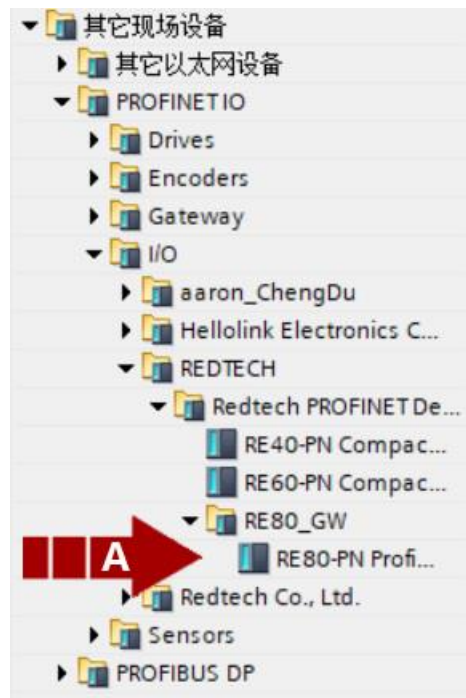 其它现场设备
其它以太网设备
PROFINET IO
Drives
Encoders
Gateway
I/O
aaron_ChengDu
Hellolink Electronics C...
REDTECH
Redtech PROFINET De...
RE40-PN Compac...
RE60-PN Compac...
RE80_GW
A RE80-PN Profi...
Redtech Co., Ltd.
Sensors
PROFIBUS DP